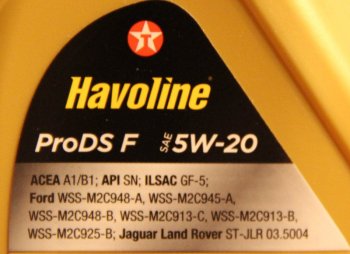 T
Havoline
ProDS F SAE 5W-20
ACEA A1/B1; API SN; ILSAC GF-5;
Ford WSS-M2C948-A, WSS-M2C945-A,
WSS-M2C948-B, WSS-M2C913-C, WSS-M2C913-B,
WSS-M2C925-B; Jaguar Land Rover ST-JLR 03.5004